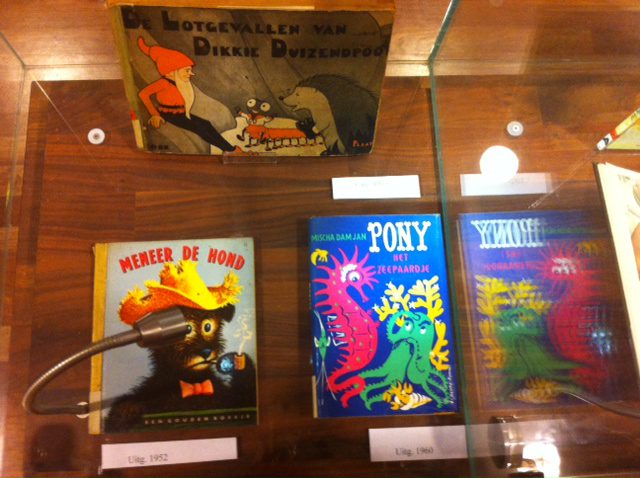 De Lotgevallen van
Dikkie Duizendpoot
MENEER DE HOND
EEN GOUDEN BOEKJE
Uitg. 1952
MISCHA DAMJAN
PONY
HET
ZEEPAARDJE
Uitg. 1960